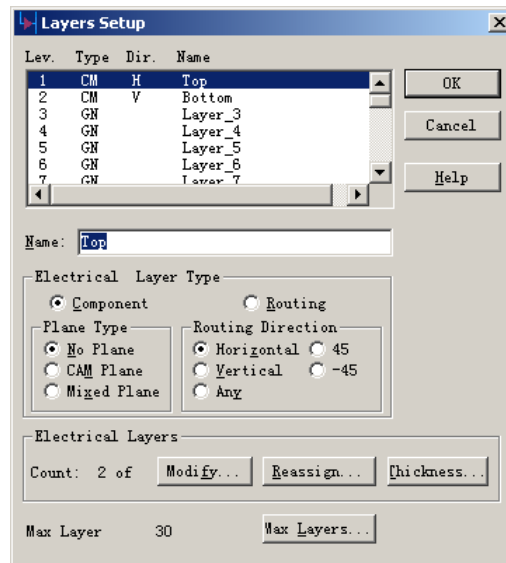 Layers Setup
Lev. Type Dir. Name
1 CM H Top
2 CM V Bottom
3 GN Layer_3
4 GN Layer_4
5 GN Layer_5
6 GN Layer_6
7 GN Layer_7
OK
Cancel
Help
Name: Top
Electrical Layer Type
Component Routing
Plane Type
No Plane
CAM Plane
Mixed Plane
Routing Direction
Horizontal 45
Vertical -45
Any
Electrical Layers
Count: 2 of Modify... Reassign... Thickness...
Max Layer 30 Max Layers...